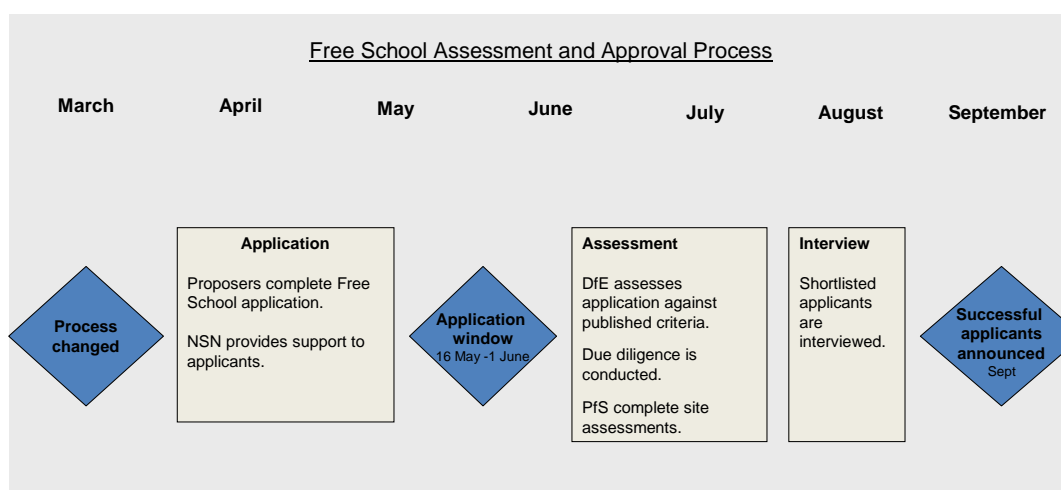 Free School Assessment and Approval Process
March April May June July August September
Process
changed
Application
Proposers complete Free
School application.
NSN provides support to
applicants.
Application
window
16 May -1 June
Assessment
DfE assesses
application against
published criteria.
Due diligence is
conducted.
PfS complete site
assessments.
Interview
Shortlisted
applicants
are
interviewed.
Successful
applicants
announced
Sept